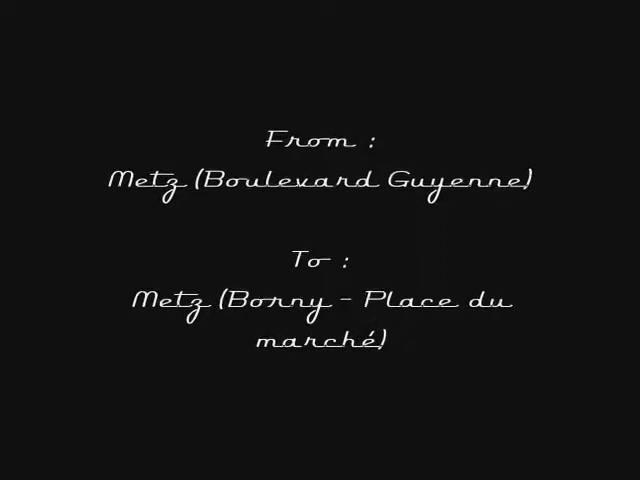 From :
Metz (Boulevard Guyenne)
To :
Metz (Borny - Place du
marché)